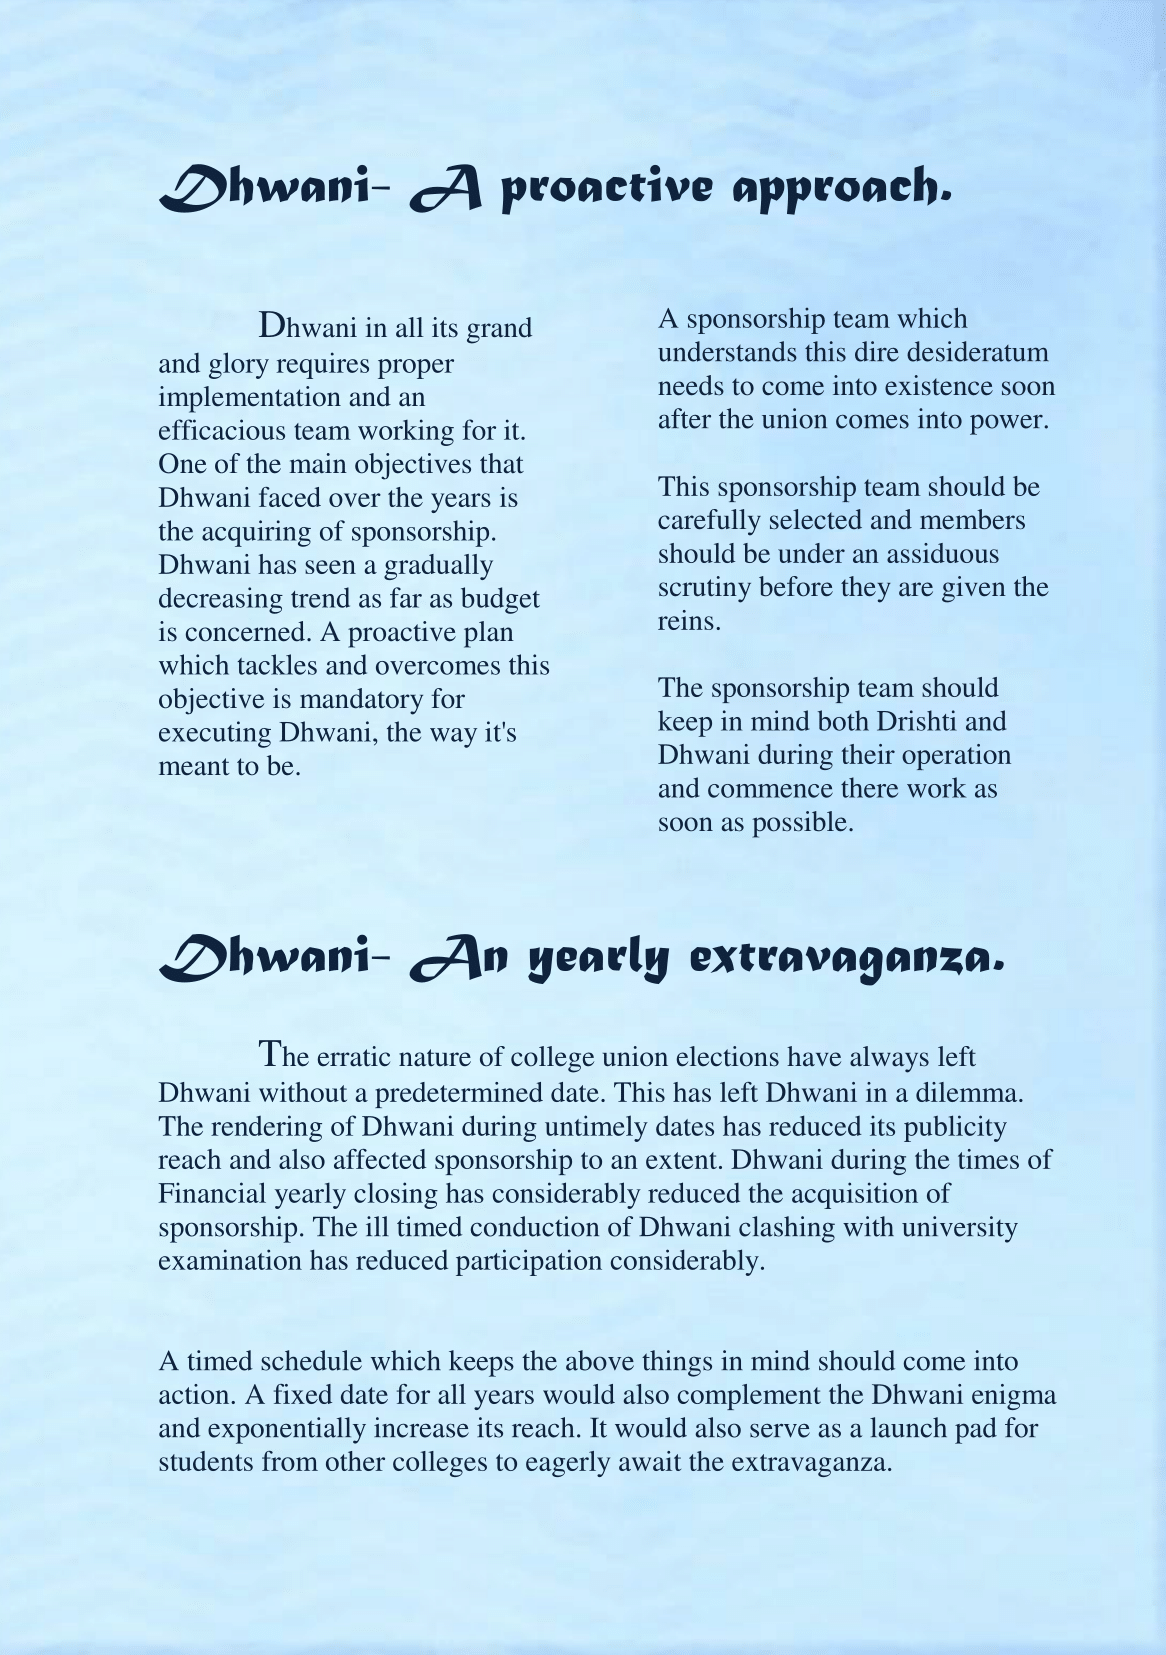 Dhwani- A proactive approach.
Dhwani in all its grand
and glory requires proper
implementation and an
efficacious team working for it.
One of the main objectives that
Dhwani faced over the years is
the acquiring of sponsorship.
Dhwani has seen a gradually
decreasing trend as far as budget
is concerned. A proactive plan
which tackles and overcomes this
objective is mandatory for
executing Dhwani, the way it's
meant to be.
A sponsorship team which
understands this dire desideratum
needs to come into existence soon
after the union comes into power.
This sponsorship team should be
carefully selected and members
should be under an assiduous
scrutiny before they are given the
reins.
The sponsorship team should
keep in mind both Drishti and
Dhwani during their operation
and commence there work as
soon as possible.
Dhwani- An yearly extravaganza.
The erratic nature of college union elections have always left
Dhwani without a predetermined date. This has left Dhwani in a dilemma.
The rendering of Dhwani during untimely dates has reduced its publicity
reach and also affected sponsorship to an extent. Dhwani during the times of
Financial yearly closing has considerably reduced the acquisition of
sponsorship. The ill timed conduction of Dhwani clashing with university
examination has reduced participation considerably.
A timed schedule which keeps the above things in mind should come into
action. A fixed date for all years would also complement the Dhwani enigma
and exponentially increase its reach. It would also serve as a launch pad for
students from other colleges to eagerly await the extravaganza.